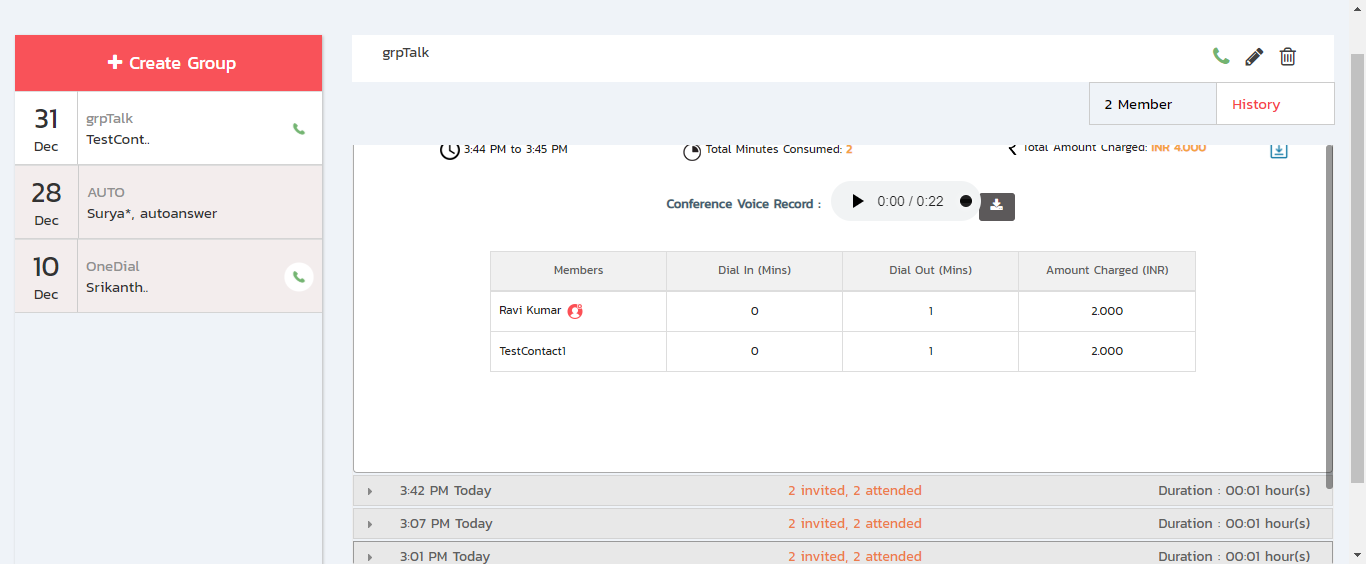 Create Group
31 Dec
grpTalk
TestCont..
28 Dec
AUTO
Surya*, autoanswer
10 Dec
OneDial
Srikanth..
grpTalk
2 Member History
3:44 PM to 3:45 PM Total Minutes Consumed: 2 Total Amount Charged: INR 4.000
Conference Voice Record : 0:00 / 0:22
Members Dial In (Mins) Dial Out (Mins) Amount Charged (INR)
Ravi Kumar 0 1 2.000
TestContact1 0 1 2.000
3:42 PM Today 2 invited, 2 attended Duration : 00:01 hour(s)
3:07 PM Today 2 invited, 2 attended Duration : 00:01 hour(s)
3:01 PM Today 2 invited, 2 attended Duration : 00:01 hour(s)